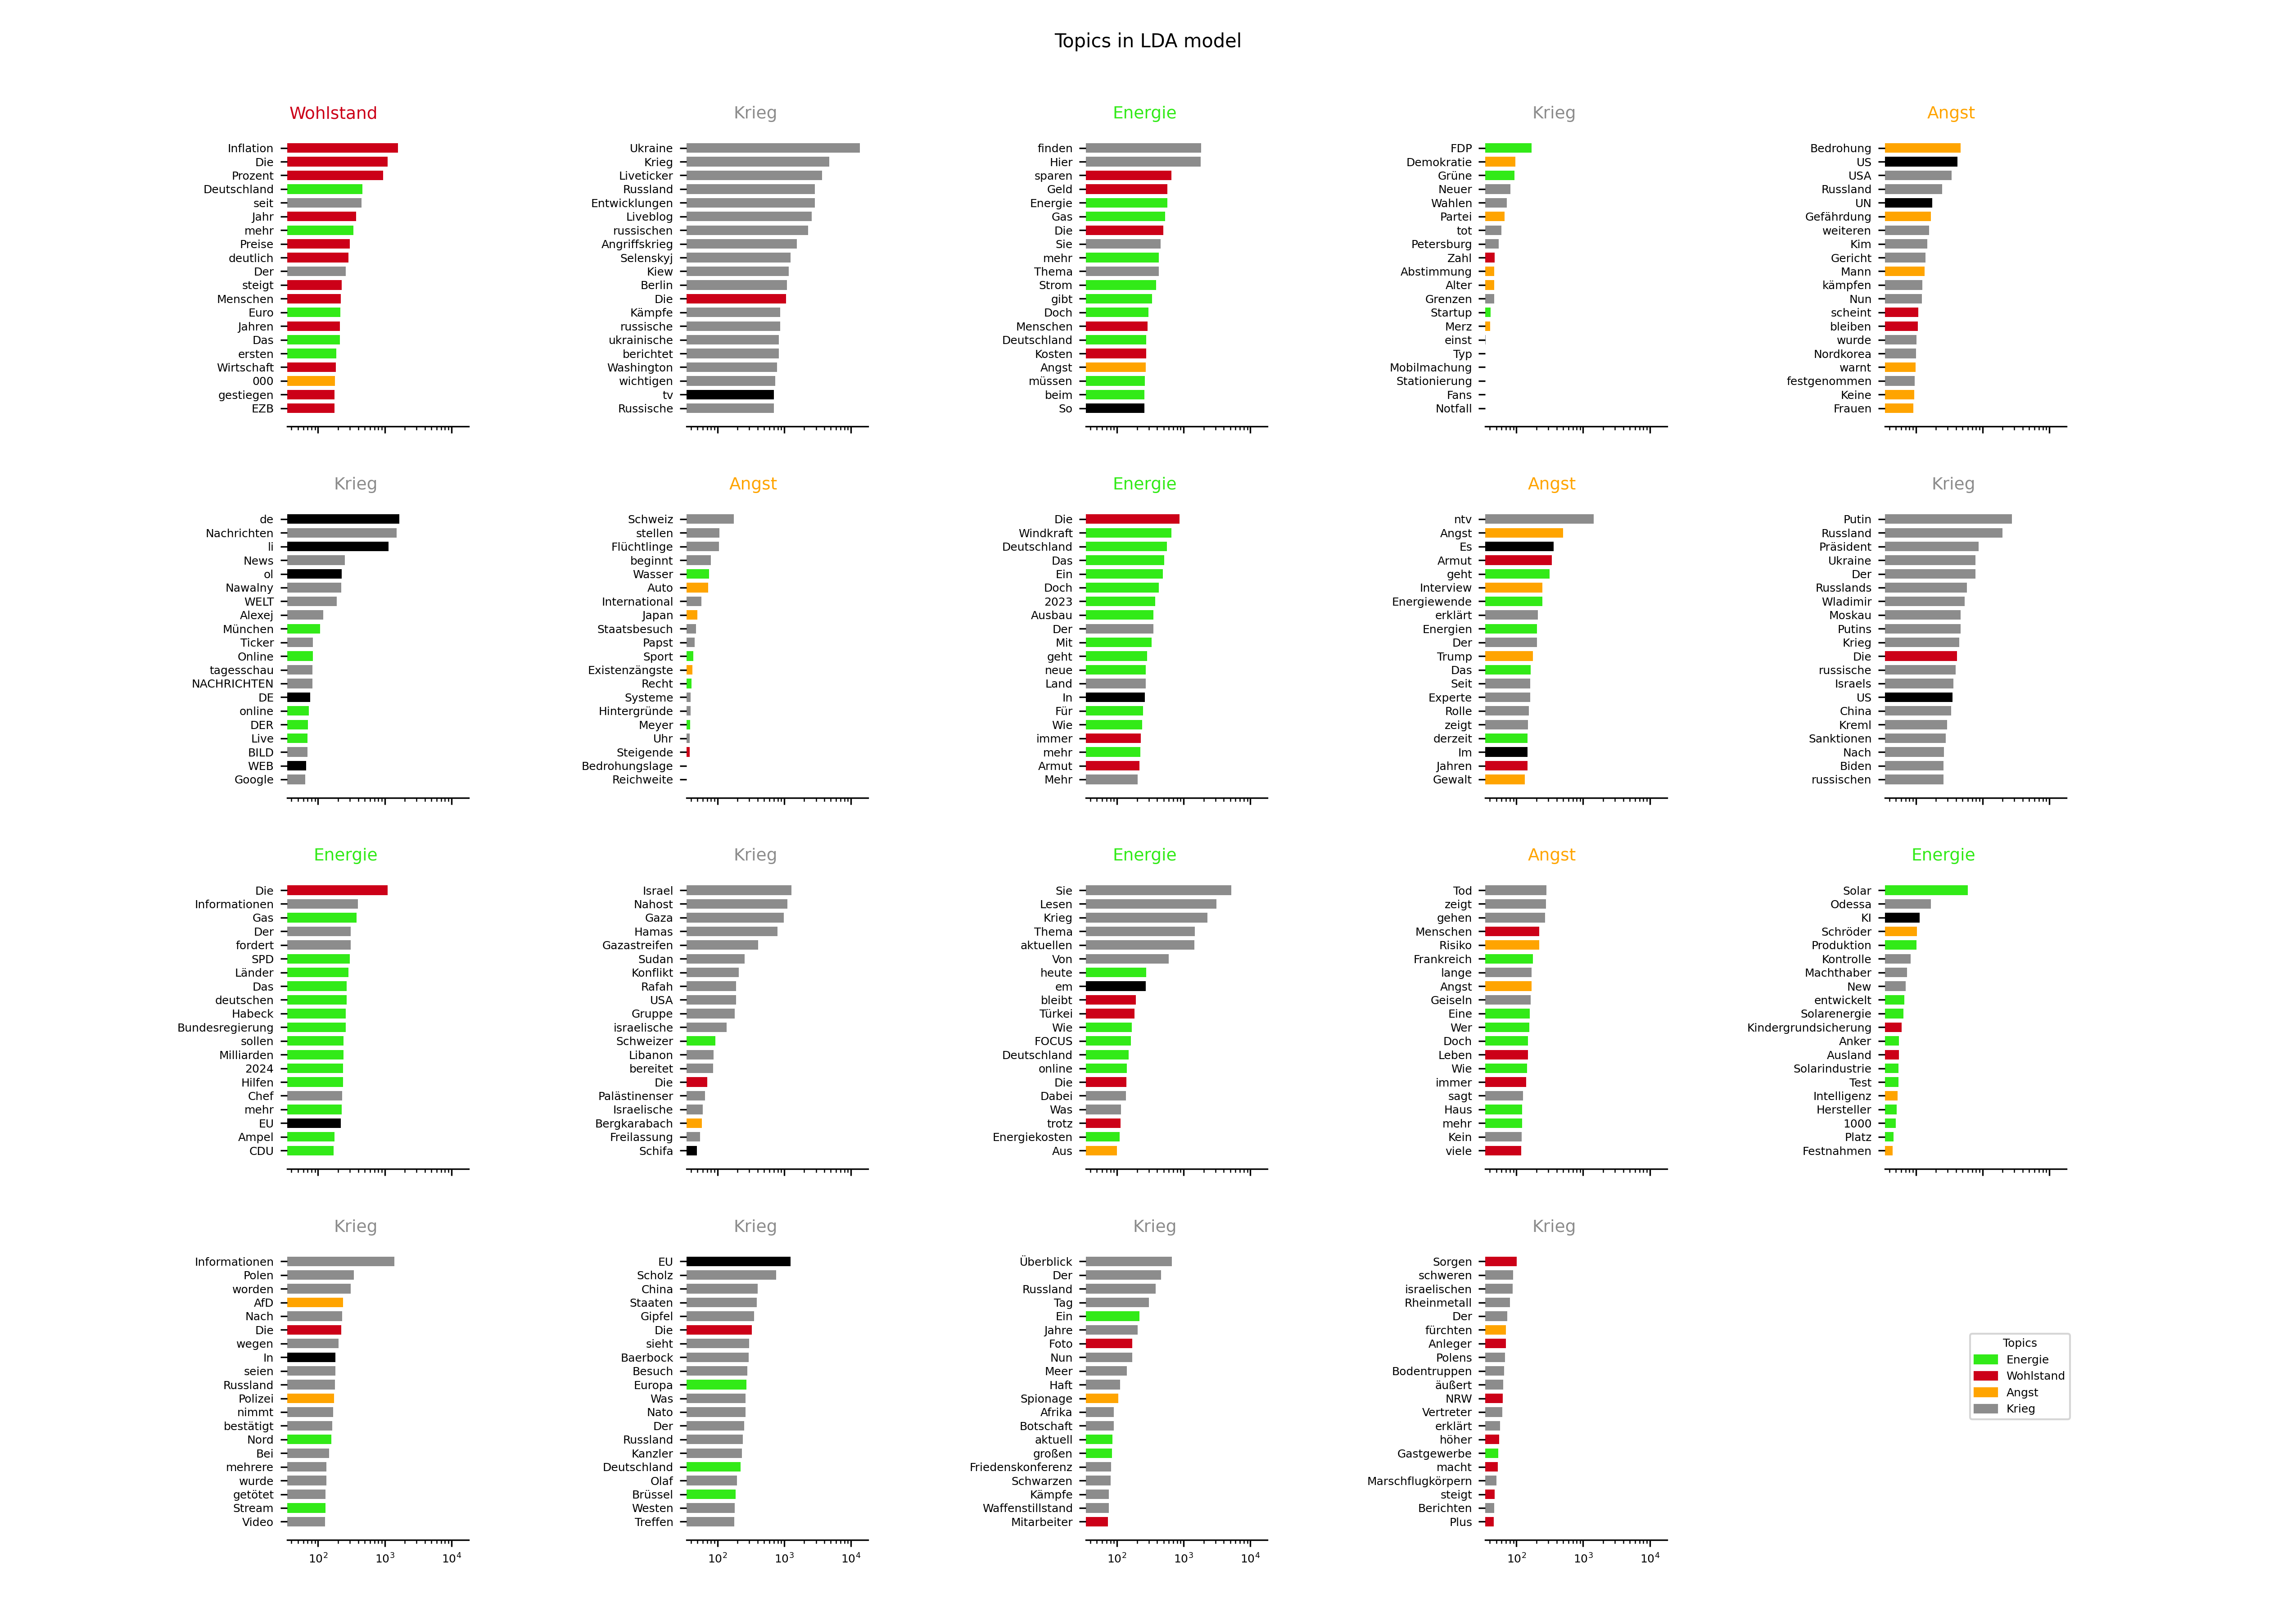 Topics in LDA model
Wohlstand
Inflation
Die
Prozent
Deutschland
seit
Jahr
mehr
Preise
deutlich
Der
steigt
Menschen
Euro
Jahren
Das
ersten
Wirtschaft
000
gestiegen
EZB
Krieg
Ukraine
Krieg
Liveticker
Russland
Entwicklungen
Liveblog
russischen
Angriffskrieg
Selenskyj
Kiew
Berlin
Die
Kämpfe
russische
ukrainische
berichtet
Washington
wichtigen
tv
Russische
Energie
finden
Hier
sparen
Geld
Energie
Gas
Die
Sie
mehr
Thema
Strom
gibt
Doch
Menschen
Deutschland
Kosten
Angst
müssen
beim
So
Krieg
FDP
Demokratie
Grüne
Neuer
Wahlen
Partei
tot
Petersburg
Zahl
Abstimmung
Alter
Grenzen
Startup
Merz
einst
Typ
Mobilmachung
Stationierung
Fans
Notfall
Angst
Bedrohung
US
USA
Russland
UN
Gefährdung
weiteren
Kim
Gericht
Mann
kämpfen
Nun
scheint
bleiben
wurde
Nordkorea
warnt
festgenommen
Keine
Frauen
Krieg
de
Nachrichten
li
News
ol
Nawalny
WELT
Alexej
München
Ticker
Online
tagesschau
NACHRICHTEN
DE
online
DER
Live
BILD
WEB
Google
Angst
Schweiz
stellen
Flüchtlinge
beginnt
Wasser
Auto
International
Japan
Staatsbesuch
Papst
Sport
Existenzängste
Recht
Systeme
Hintergründe
Meyer
Uhr
Steigende
Bedrohungslage
Reichweite
Energie
Die
Windkraft
Deutschland
Das
Ein
Doch
2023
Ausbau
Der
Mit
geht
neue
Land
In
Für
Wie
immer
mehr
Armut
Mehr
Angst
ntv
Angst
Es
Armut
geht
Interview
Energiewende
erklärt
Energien
Der
Trump
Das
Seit
Experte
Rolle
zeigt
derzeit
Im
Jahren
Gewalt
Krieg
Putin
Russland
Präsident
Ukraine
Der
Russlands
Wladimir
Moskau
Putins
Krieg
Die
russische
Israels
US
China
Kreml
Sanktionen
Nach
Biden
russischen
Energie
Die
Informationen
Gas
Der
fordert
SPD
Länder
Das
deutschen
Habeck
Bundesregierung
sollen
Milliarden
2024
Hilfen
Chef
mehr
EU
Ampel
CDU
Krieg
Israel
Nahost
Gaza
Hamas
Gazastreifen
Sudan
Konflikt
Rafah
USA
Gruppe
israelische
Schweizer
Libanon
bereitet
Die
Palästinenser
Israelische
Bergkarabach
Freilassung
Schifa
Energie
Sie
Lesen
Krieg
Thema
aktuellen
Von
heute
em
bleibt
Türkei
Wie
FOCUS
Deutschland
online
Die
Dabei
Was
trotz
Energiekosten
Aus
Angst
Tod
zeigt
gehen
Menschen
Risiko
Frankreich
lange
Angst
Geiseln
Eine
Wer
Doch
Leben
Wie
immer
sagt
Haus
mehr
Kein
viele
Energie
Solar
Odessa
KI
Schröder
Produktion
Kontrolle
Machthaber
New
entwickelt
Solarenergie
Kindergrundsicherung
Anker
Ausland
Solarindustrie
Test
Intelligenz
Hersteller
1000
Platz
Festnahmen
Krieg
Informationen
Polen
worden
AfD
Nach
Die
wegen
In
seien
Russland
Polizei
nimmt
bestätigt
Nord
Bei
mehrere
wurde
getötet
Stream
Video
10² 10³ 10⁴
Krieg
EU
Scholz
China
Staaten
Gipfel
Die
sieht
Baerbock
Besuch
Europa
Was
Nato
Der
Russland
Kanzler
Deutschland
Olaf
Brüssel
Westen
Treffen
10² 10³ 10⁴
Krieg
Überblick
Der
Russland
Tag
Ein
Jahre
Foto
Nun
Meer
Haft
Spionage
Afrika
Botschaft
aktuell
großen
Friedenskonferenz
Schwarzen
Kämpfe
Waffenstillstand
Mitarbeiter
10² 10³ 10⁴
Krieg
Sorgen
schweren
israelischen
Rheinmetall
Der
fürchten
Anleger
Polens
Bodentruppen
äußert
NRW
Vertreter
erklärt
höher
Gastgewerbe
macht
Marschflugkörpern
steigt
Berichten
Plus
10² 10³ 10⁴
Topics
Energie
Wohlstand
Angst
Krieg